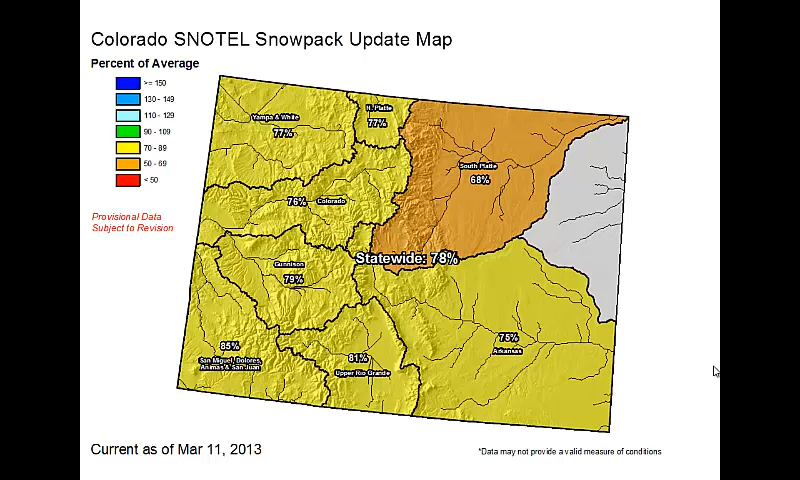 Colorado SNOTEL Snowpack Update Map
Percent of Average
>= 150
130 - 149
110 - 129
90 - 109
70 - 89
50 - 69
< 50
Provisional Data
Subject to Revision
N. Platte
77%
Yampa & White
77%
South Platte
68%
76%
Colorado
Statewide: 78%
Gunnison
79%
75%
Arkansas
85%
San Miguel, Dolores,
Animas & San Juan
81%
Upper Rio Grande
Current as of Mar 11, 2013
*Data may not provide a valid measure of conditions